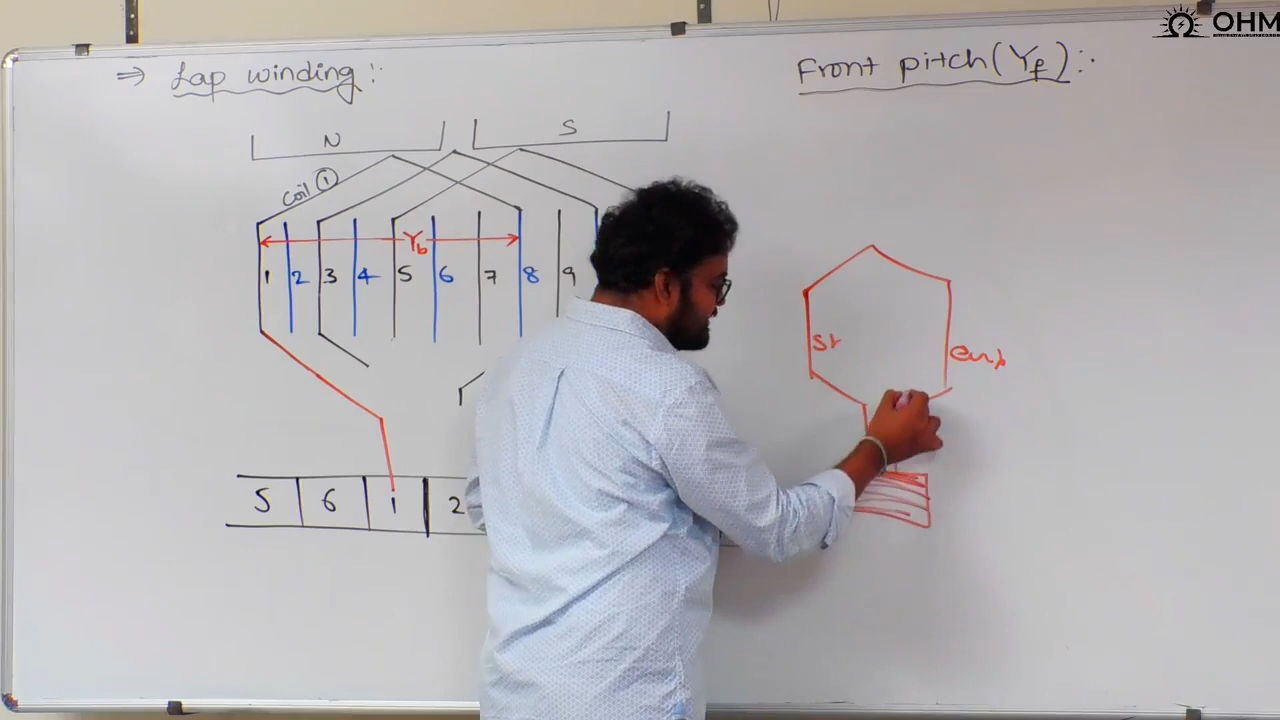 OHM
⇒ Lap winding :-
Front pitch (Yf) :-
N S
Coil ①
Yb
1 2 3 4 5 6 7 8 9
St
end
5 6 1 2